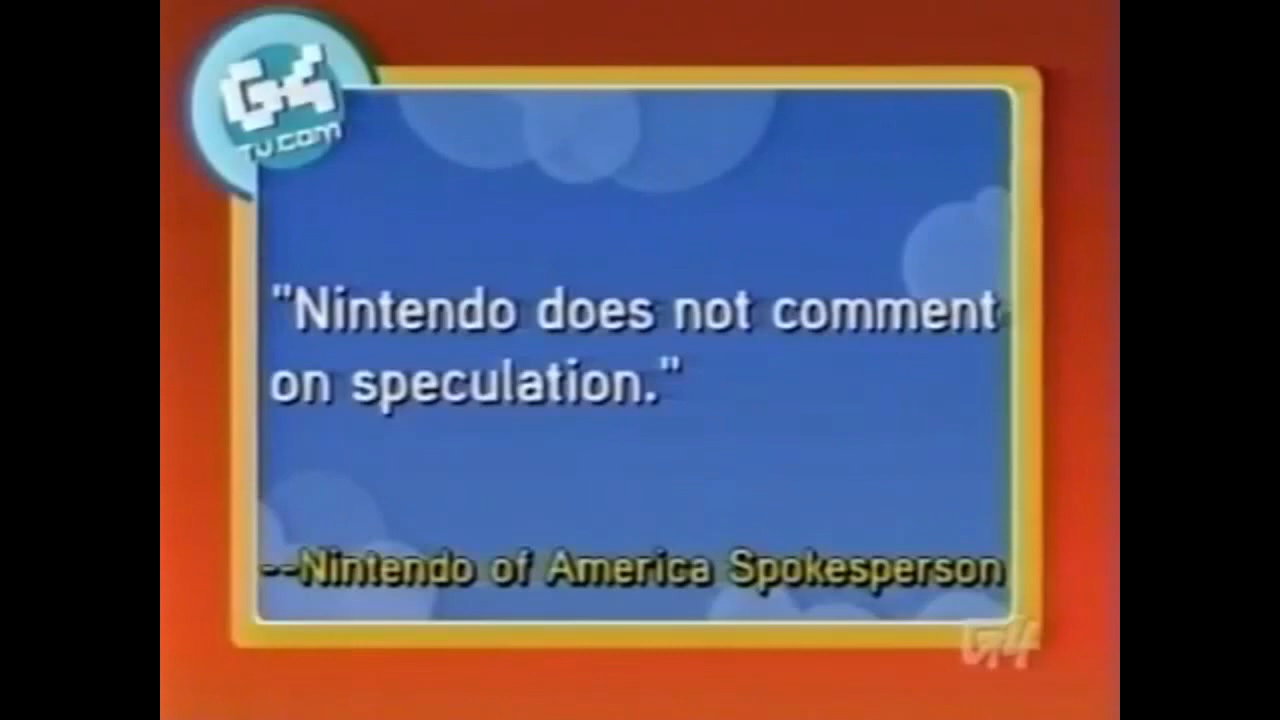 G4
TV.COM
"Nintendo does not comment
on speculation."
--Nintendo of America Spokesperson
G4